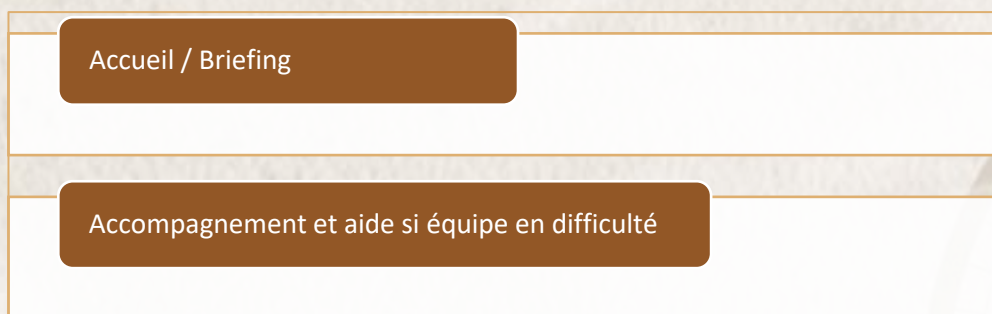 Accueil / Briefing
Accompagnement et aide si équipe en difficulté